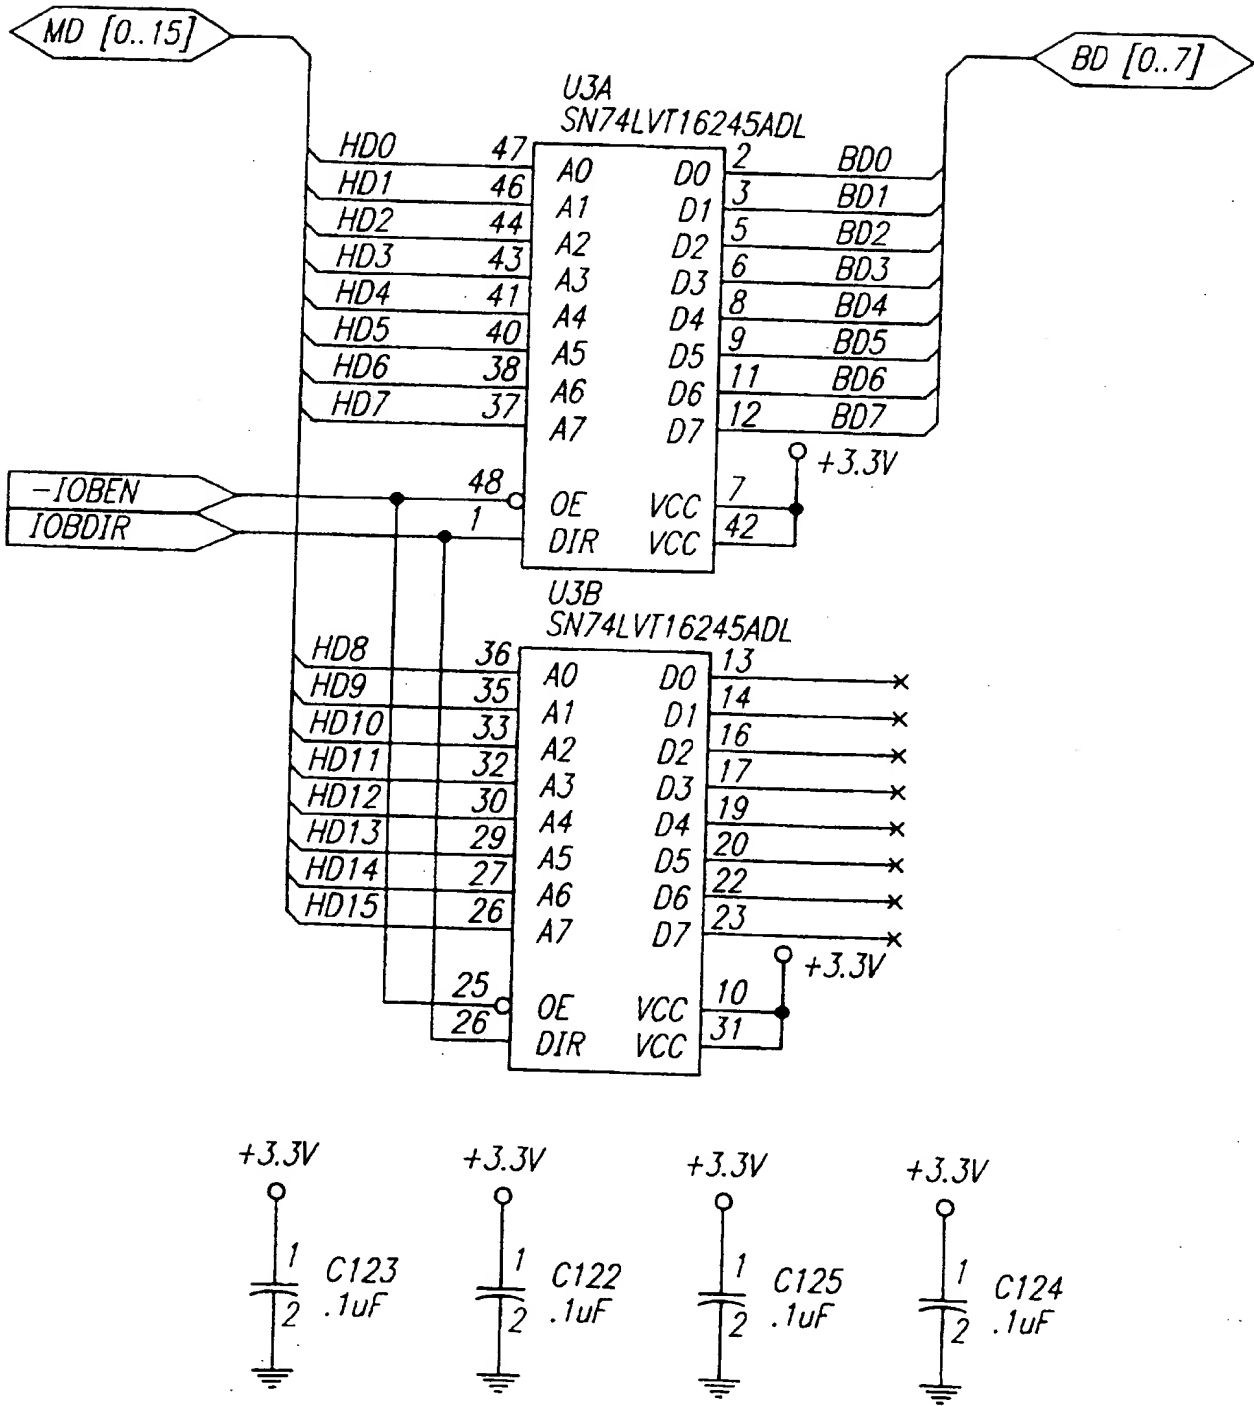 MD [0..15]
BD [0..7]
U3A
SN74LVT16245ADL
HD0 47 A0 D0 2 BD0
HD1 46 A1 D1 3 BD1
HD2 44 A2 D2 5 BD2
HD3 43 A3 D3 6 BD3
HD4 41 A4 D4 8 BD4
HD5 40 A5 D5 9 BD5
HD6 38 A6 D6 11 BD6
HD7 37 A7 D7 12 BD7
+3.3V
-IOBEN 48 OE VCC 7
IOBDIR 1 DIR VCC 42
U3B
SN74LVT16245ADL
HD8 36 A0 D0 13
HD9 35 A1 D1 14
HD10 33 A2 D2 16
HD11 32 A3 D3 17
HD12 30 A4 D4 19
HD13 29 A5 D5 20
HD14 27 A6 D6 22
HD15 26 A7 D7 23
+3.3V
25 OE VCC 10
26 DIR VCC 31
+3.3V +3.3V +3.3V +3.3V
1 C123 1 C122 1 C125 1 C124
2 .1uF 2 .1uF 2 .1uF 2 .1uF